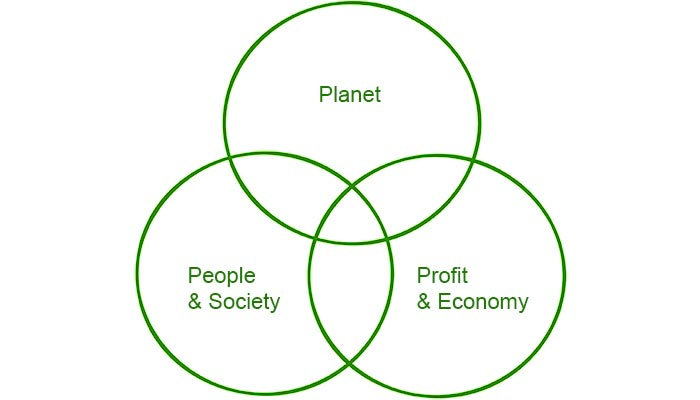 Planet
People
& Society
Profit
& Economy